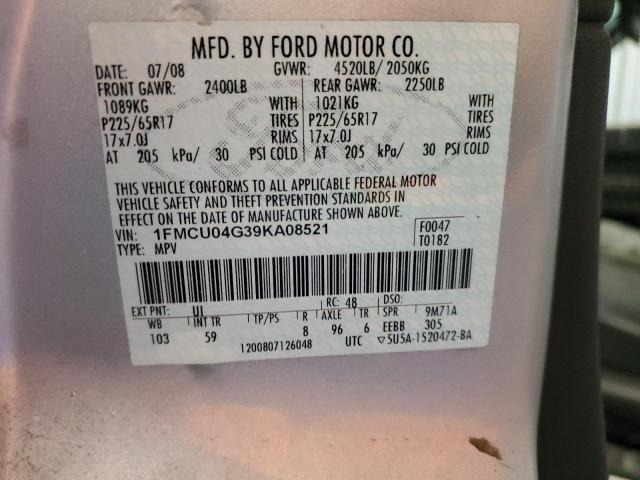 MFD. BY FORD MOTOR CO.
DATE: 07/08 GVWR: 4520LB/ 2050KG
FRONT GAWR: 2400LB REAR GAWR: 2250LB
1089KG WITH 1021KG WITH
P225/65R17 TIRES P225/65R17 TIRES
17x7.0J RIMS 17x7.0J RIMS
AT 205 kPa/ 30 PSI COLD AT 205 kPa/ 30 PSI COLD
THIS VEHICLE CONFORMS TO ALL APPLICABLE FEDERAL MOTOR
VEHICLE SAFETY AND THEFT PREVENTION STANDARDS IN
EFFECT ON THE DATE OF MANUFACTURE SHOWN ABOVE.
VIN: 1FMCU04G39KA08521 F0047
TYPE: MPV T0182
EXT PNT: UI RC: 48 DSO:
WB INT TR TP/PS R AXLE TR SPR 9M71A
103 59 8 96 6 EEBB 305
1200807126048 UTC ▽5U5A-1520472-BA